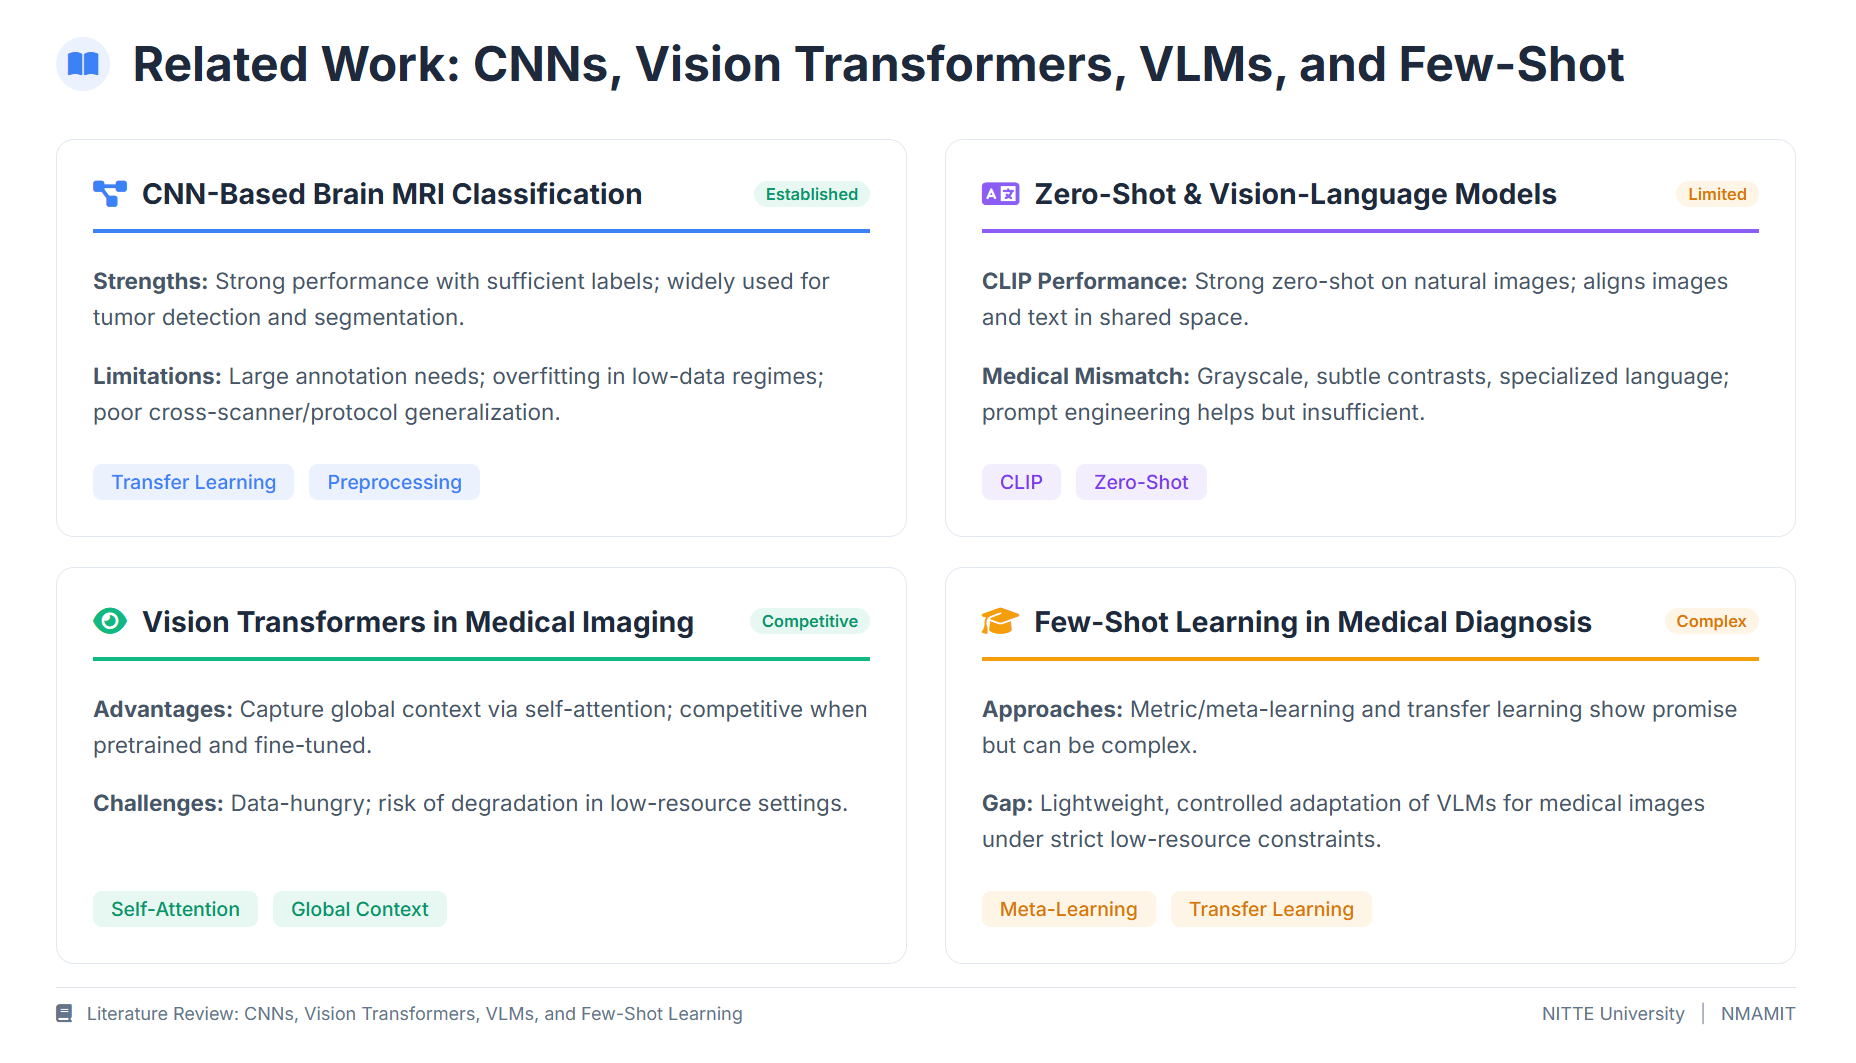 Related Work: CNNs, Vision Transformers, VLMs, and Few-Shot
CNN-Based Brain MRI Classification
Established
Strengths: Strong performance with sufficient labels; widely used for
tumor detection and segmentation.
Limitations: Large annotation needs; overfitting in low-data regimes;
poor cross-scanner/protocol generalization.
Transfer Learning
Preprocessing
Zero-Shot & Vision-Language Models
Limited
CLIP Performance: Strong zero-shot on natural images; aligns images
and text in shared space.
Medical Mismatch: Grayscale, subtle contrasts, specialized language;
prompt engineering helps but insufficient.
CLIP
Zero-Shot
Vision Transformers in Medical Imaging
Competitive
Advantages: Capture global context via self-attention; competitive when
pretrained and fine-tuned.
Challenges: Data-hungry; risk of degradation in low-resource settings.
Self-Attention
Global Context
Few-Shot Learning in Medical Diagnosis
Complex
Approaches: Metric/meta-learning and transfer learning show promise
but can be complex.
Gap: Lightweight, controlled adaptation of VLMs for medical images
under strict low-resource constraints.
Meta-Learning
Transfer Learning
Literature Review: CNNs, Vision Transformers, VLMs, and Few-Shot Learning
NITTE University | NMAMIT